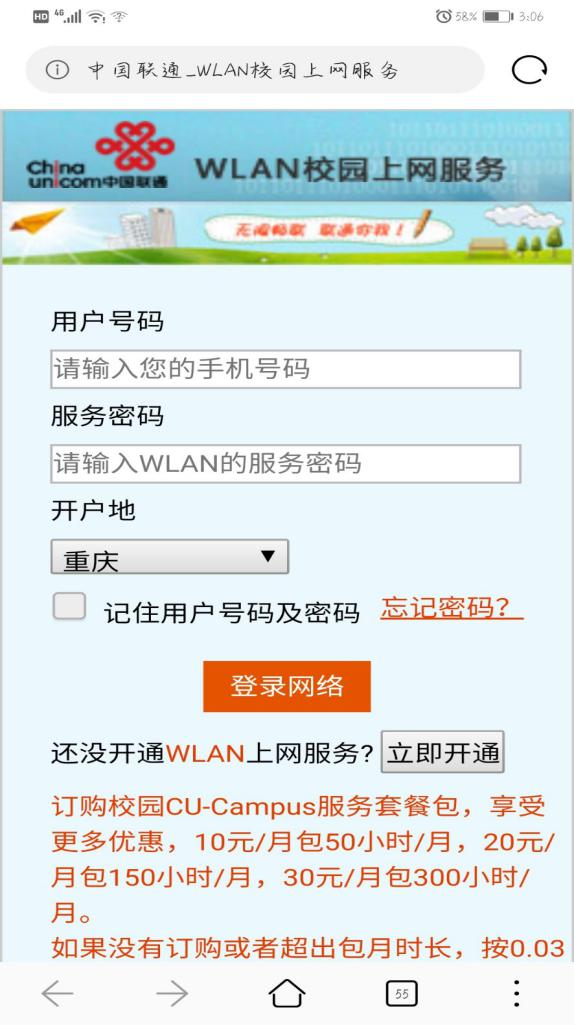 HD 4G 58% 3:06
中国联通_WLAN校园上网服务
China unicom中国联通
WLAN校园上网服务
无限畅联 联通你我!
用户号码
请输入您的手机号码
服务密码
请输入WLAN的服务密码
开户地
重庆
记住用户号码及密码 忘记密码?
登录网络
还没开通WLAN上网服务? 立即开通
订购校园CU-Campus服务套餐包，享受
更多优惠，10元/月包50小时/月，20元/
月包150小时/月，30元/月包300小时/
月。
如果没有订购或者超出包月时长，按0.03
55